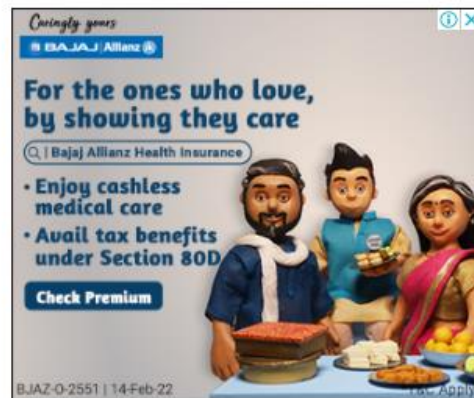 Caringly yours
BAJAJ | Allianz
For the ones who love,
by showing they care
Bajaj Allianz Health Insurance
• Enjoy cashless
medical care
• Avail tax benefits
under Section 80D
Check Premium
BJAZ-O-2551 | 14-Feb-22
T&C Apply